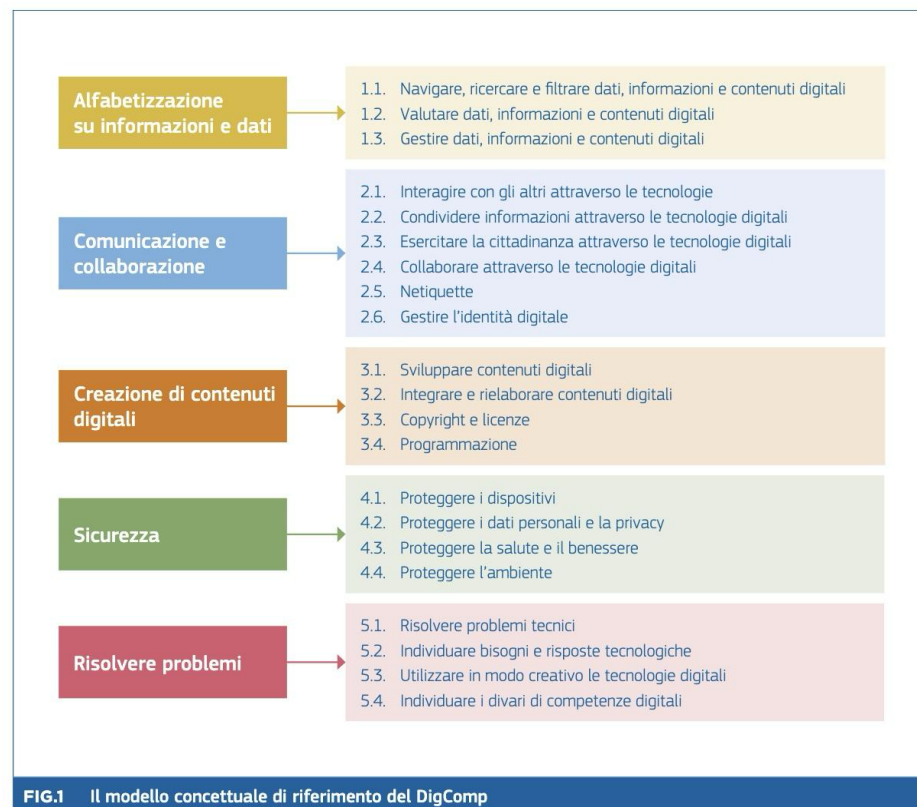 Alfabetizzazione
su informazioni e dati
1.1. Navigare, ricercare e filtrare dati, informazioni e contenuti digitali
1.2. Valutare dati, informazioni e contenuti digitali
1.3. Gestire dati, informazioni e contenuti digitali
Comunicazione e
collaborazione
2.1. Interagire con gli altri attraverso le tecnologie
2.2. Condividere informazioni attraverso le tecnologie digitali
2.3. Esercitare la cittadinanza attraverso le tecnologie digitali
2.4. Collaborare attraverso le tecnologie digitali
2.5. Netiquette
2.6. Gestire l'identità digitale
Creazione di contenuti
digitali
3.1. Sviluppare contenuti digitali
3.2. Integrare e rielaborare contenuti digitali
3.3. Copyright e licenze
3.4. Programmazione
Sicurezza
4.1. Proteggere i dispositivi
4.2. Proteggere i dati personali e la privacy
4.3. Proteggere la salute e il benessere
4.4. Proteggere l'ambiente
Risolvere problemi
5.1. Risolvere problemi tecnici
5.2. Individuare bisogni e risposte tecnologiche
5.3. Utilizzare in modo creativo le tecnologie digitali
5.4. Individuare i divari di competenze digitali
FIG.1 Il modello concettuale di riferimento del DigComp